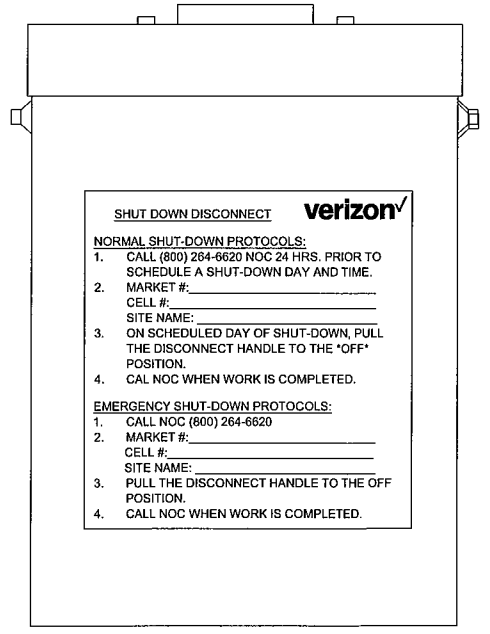 SHUT DOWN DISCONNECT verizon✓
NORMAL SHUT-DOWN PROTOCOLS:
1. CALL (800) 264-6620 NOC 24 HRS. PRIOR TO
SCHEDULE A SHUT-DOWN DAY AND TIME.
2. MARKET #:
CELL #:
SITE NAME:
3. ON SCHEDULED DAY OF SHUT-DOWN, PULL
THE DISCONNECT HANDLE TO THE "OFF"
POSITION.
4. CAL NOC WHEN WORK IS COMPLETED.
EMERGENCY SHUT-DOWN PROTOCOLS:
1. CALL NOC (800) 264-6620
2. MARKET #:
CELL #:
SITE NAME:
3. PULL THE DISCONNECT HANDLE TO THE OFF
POSITION.
4. CALL NOC WHEN WORK IS COMPLETED.